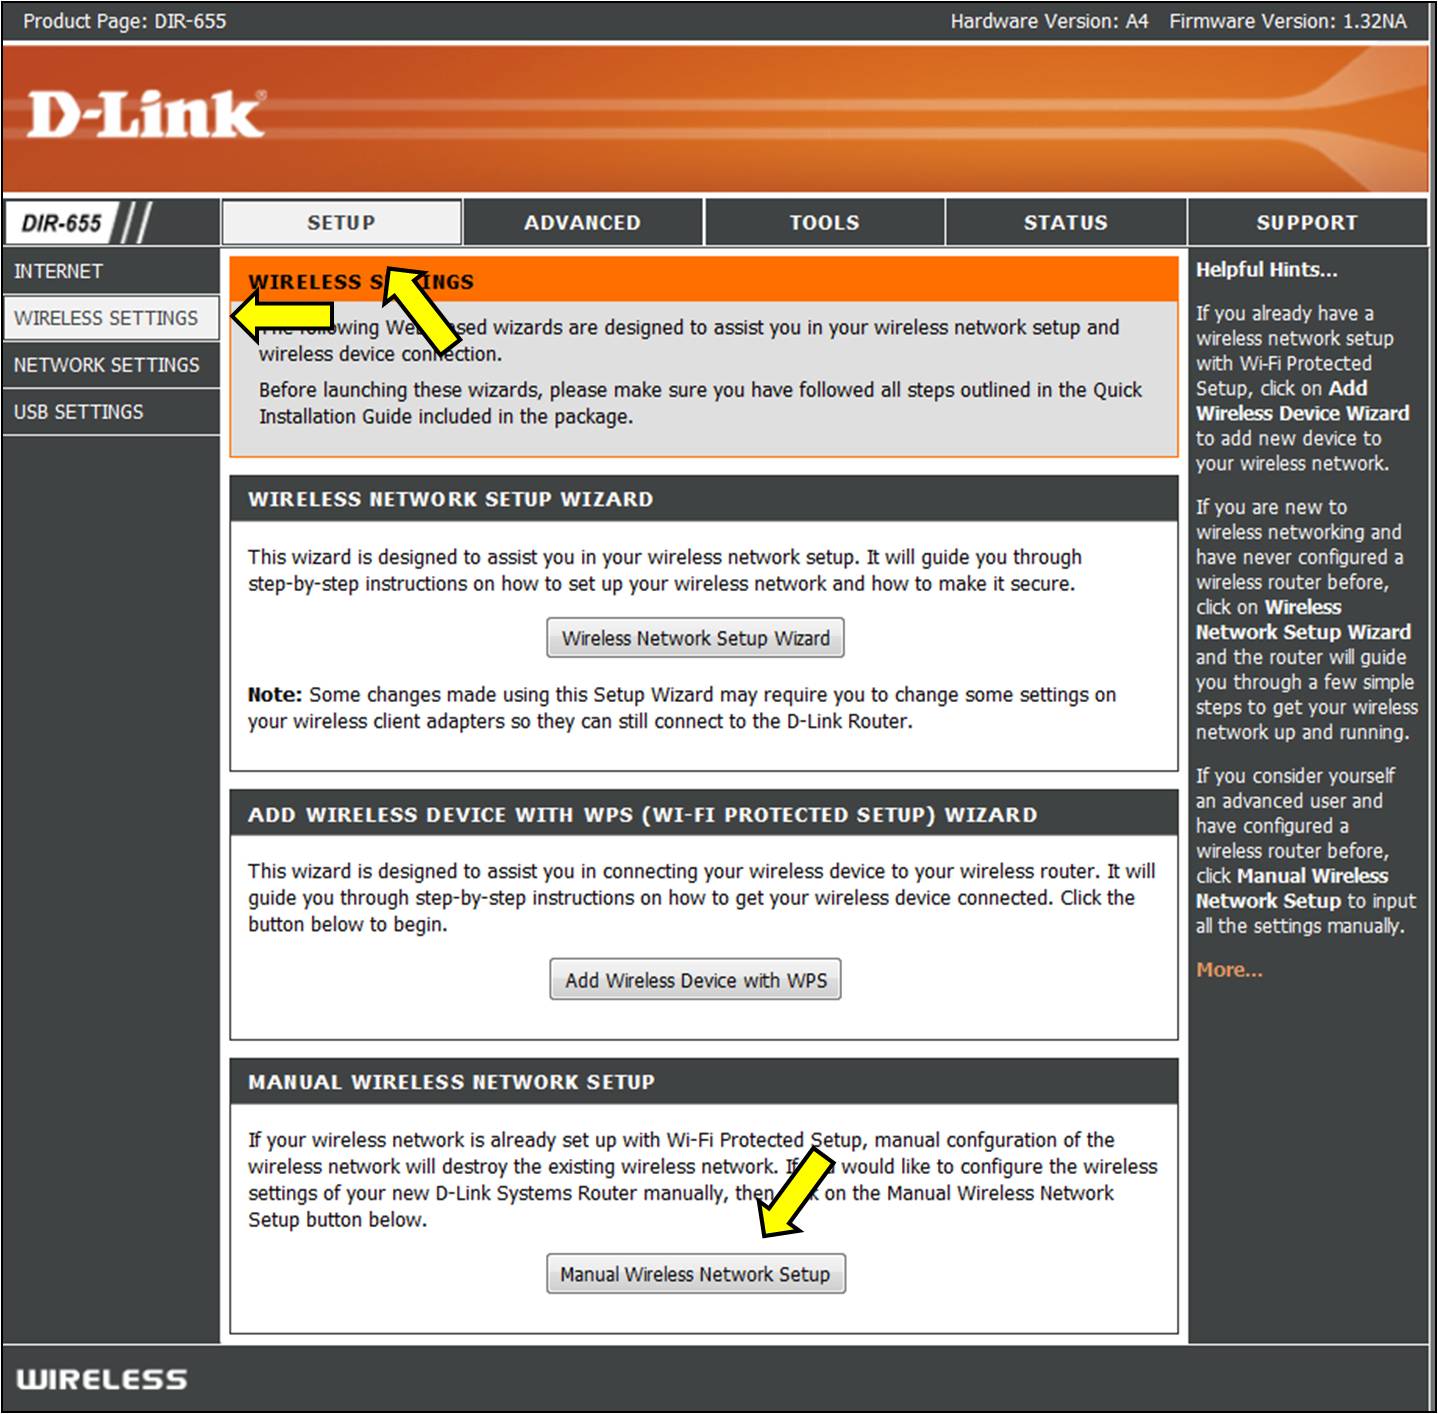 Product Page: DIR-655
Hardware Version: A4 Firmware Version: 1.32NA
D-Link®
DIR-655
SETUP
ADVANCED
TOOLS
STATUS
SUPPORT
INTERNET
WIRELESS SETTINGS
NETWORK SETTINGS
USB SETTINGS
WIRELESS S INGS
following We sed wizards are designed to assist you in your wireless network setup and
wireless device connection.
Before launching these wizards, please make sure you have followed all steps outlined in the Quick
Installation Guide included in the package.
WIRELESS NETWORK SETUP WIZARD
This wizard is designed to assist you in your wireless network setup. It will guide you through
step-by-step instructions on how to set up your wireless network and how to make it secure.
Wireless Network Setup Wizard
Note: Some changes made using this Setup Wizard may require you to change some settings on
your wireless client adapters so they can still connect to the D-Link Router.
ADD WIRELESS DEVICE WITH WPS (WI-FI PROTECTED SETUP) WIZARD
This wizard is designed to assist you in connecting your wireless device to your wireless router. It will
guide you through step-by-step instructions on how to get your wireless device connected. Click the
button below to begin.
Add Wireless Device with WPS
MANUAL WIRELESS NETWORK SETUP
If your wireless network is already set up with Wi-Fi Protected Setup, manual confguration of the
wireless network will destroy the existing wireless network. If would like to configure the wireless
settings of your new D-Link Systems Router manually, then on the Manual Wireless Network
Setup button below.
Manual Wireless Network Setup
Helpful Hints...
If you already have a
wireless network setup
with Wi-Fi Protected
Setup, click on Add
Wireless Device Wizard
to add new device to
your wireless network.
If you are new to
wireless networking and
have never configured a
wireless router before,
click on Wireless
Network Setup Wizard
and the router will guide
you through a few simple
steps to get your wireless
network up and running.
If you consider yourself
an advanced user and
have configured a
wireless router before,
click Manual Wireless
Network Setup to input
all the settings manually.
More...
WIRELESS